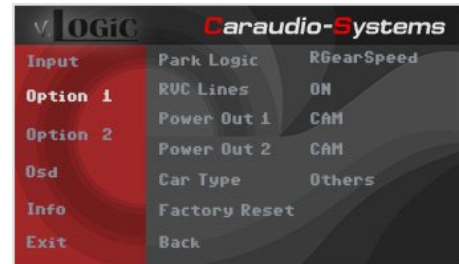 v.LOGiC Caraudio-Systems
Input Park Logic RGearSpeed
Option 1 RVC Lines ON
Power Out 1 CAM
Option 2 Power Out 2 CAM
Osd Car Type Others
Info Factory Reset
Exit Back